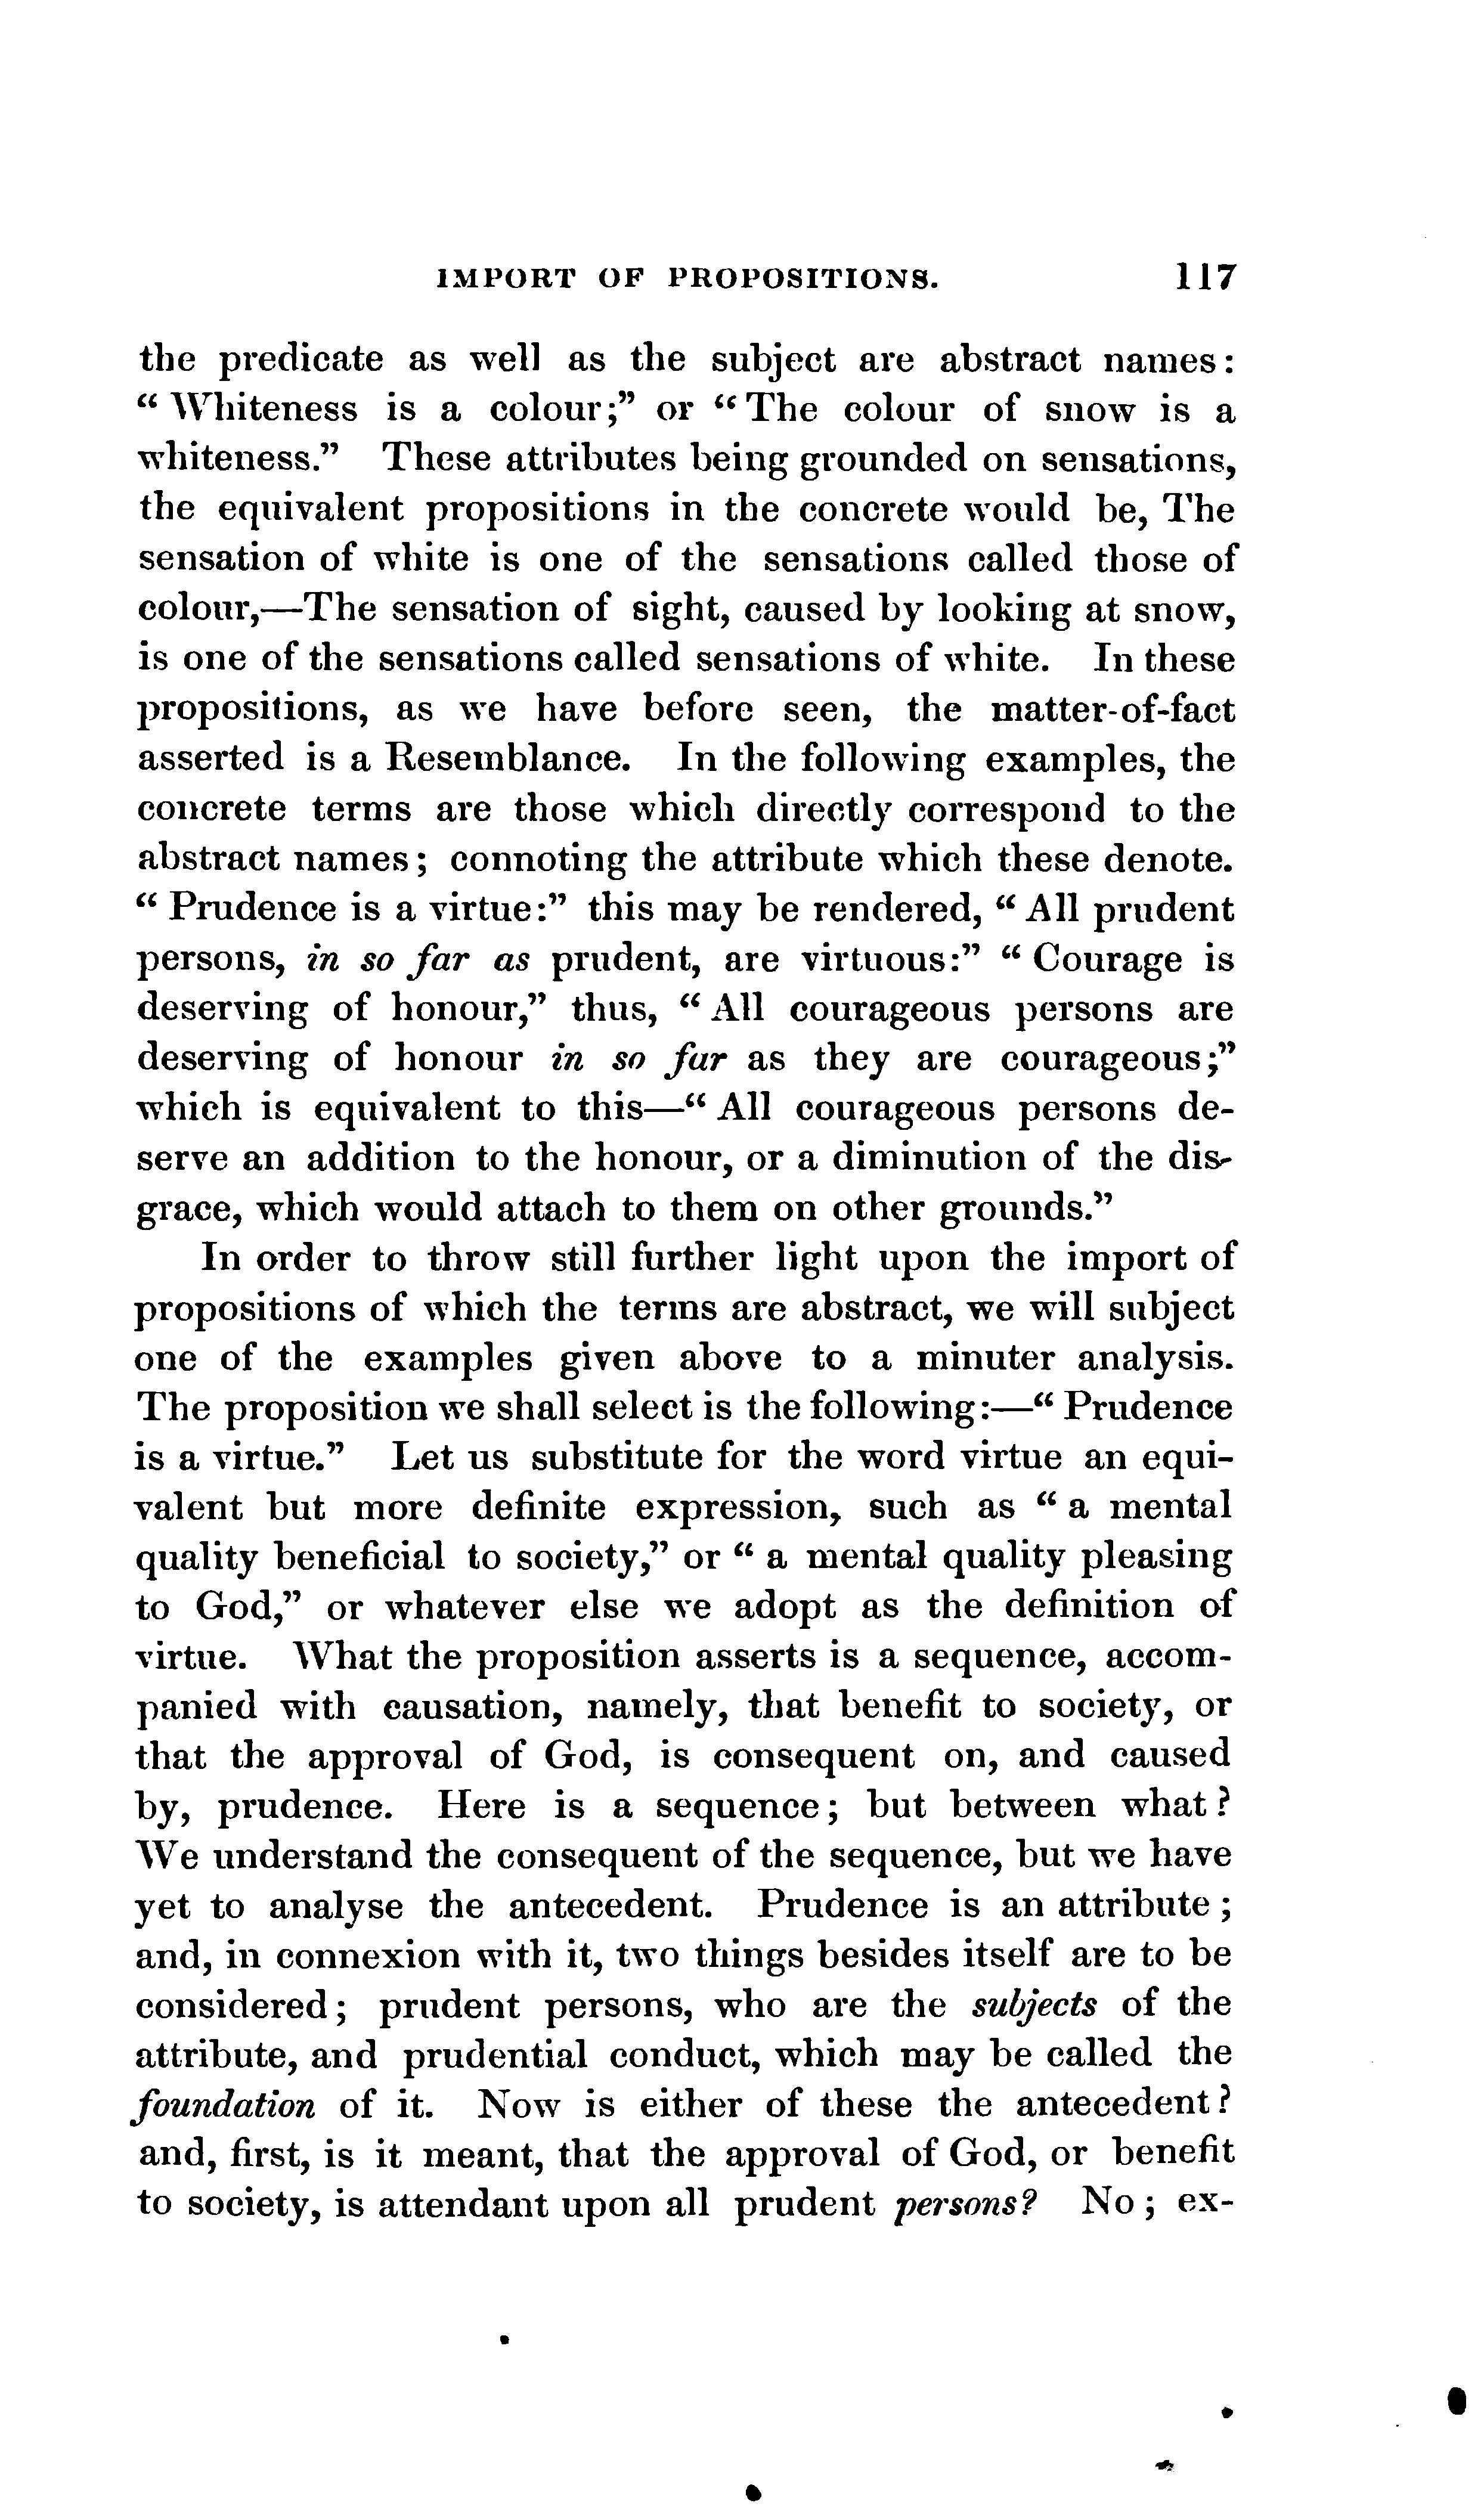 IMPORT OF PROPOSITIONS. 117
the predicate as well as the subject are abstract names:
“ Whiteness is a colour;” or “The colour of snow is a
whiteness.” These attributes being grounded on sensations,
the equivalent propositions in the concrete would be, The
sensation of white is one of the sensations called those of
colour,—The sensation of sight, caused by looking at snow,
is one of the sensations called sensations of white. In these
propositions, as we have before seen, the matter-of-fact
asserted is a Resemblance. In the following examples, the
concrete terms are those which directly correspond to the
abstract names; connoting the attribute which these denote.
“ Prudence is a virtue:” this may be rendered, “ All prudent
persons, in so far as prudent, are virtuous:” “ Courage is
deserving of honour,” thus, “ All courageous persons are
deserving of honour in so far as they are courageous;”
which is equivalent to this—“ All courageous persons de-
serve an addition to the honour, or a diminution of the dis-
grace, which would attach to them on other grounds.”
In order to throw still further light upon the import of
propositions of which the terms are abstract, we will subject
one of the examples given above to a minuter analysis.
The proposition we shall select is the following:—“ Prudence
is a virtue.” Let us substitute for the word virtue an equi-
valent but more definite expression, such as “ a mental
quality beneficial to society,” or “ a mental quality pleasing
to God,” or whatever else we adopt as the definition of
virtue. What the proposition asserts is a sequence, accom-
panied with causation, namely, that benefit to society, or
that the approval of God, is consequent on, and caused
by, prudence. Here is a sequence; but between what?
We understand the consequent of the sequence, but we have
yet to analyse the antecedent. Prudence is an attribute;
and, in connexion with it, two things besides itself are to be
considered; prudent persons, who are the subjects of the
attribute, and prudential conduct, which may be called the
foundation of it. Now is either of these the antecedent?
and, first, is it meant, that the approval of God, or benefit
to society, is attendant upon all prudent persons? No; ex-